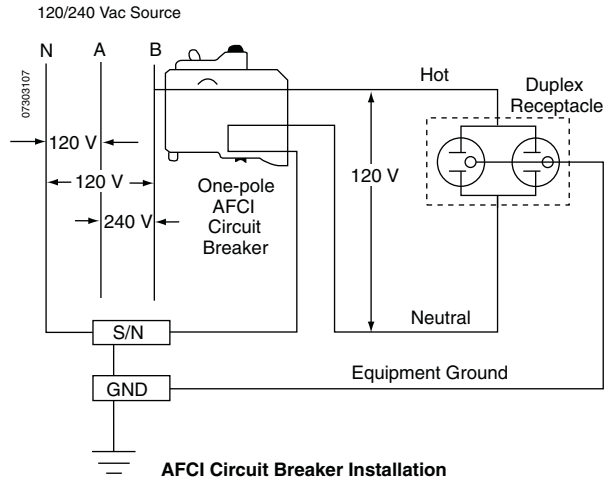 120/240 Vac Source
N A B
07303107
Hot
Duplex
Receptacle
120 V
120 V
240 V
One-pole
AFCI
Circuit
Breaker
120 V
S/N
Neutral
GND
Equipment Ground
AFCI Circuit Breaker Installation